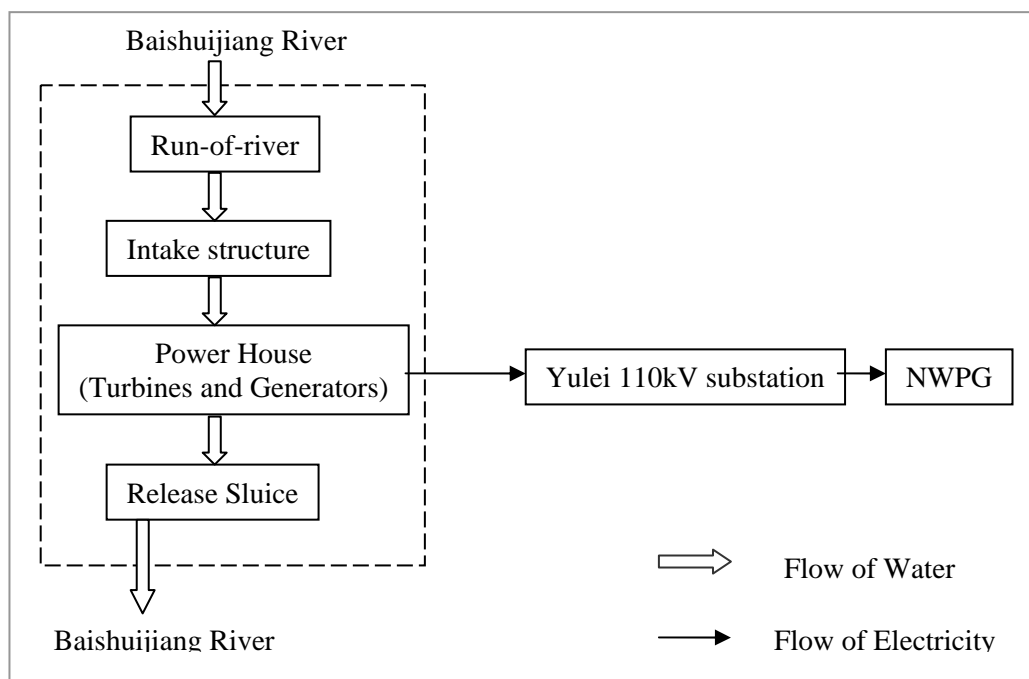 Baishuijiang River
Run-of-river
Intake structure
Power House
(Turbines and Generators)
Yulei 110kV substation
NWPG
Release Sluice
Flow of Water
Baishuijiang River
Flow of Electricity